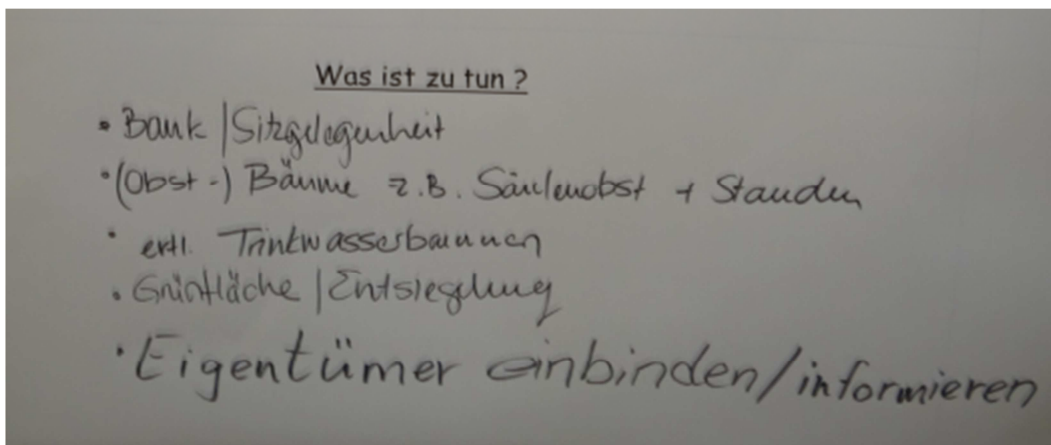 Was ist zu tun ?
• Bank / Sitzgelegenheit
• (Obst-) Bäume z.B. Säulenobst + Stauden
• evtl. Trinkwasserbrunnen
• Grünfläche / Entsiegelung
• Eigentümer einbinden/informieren